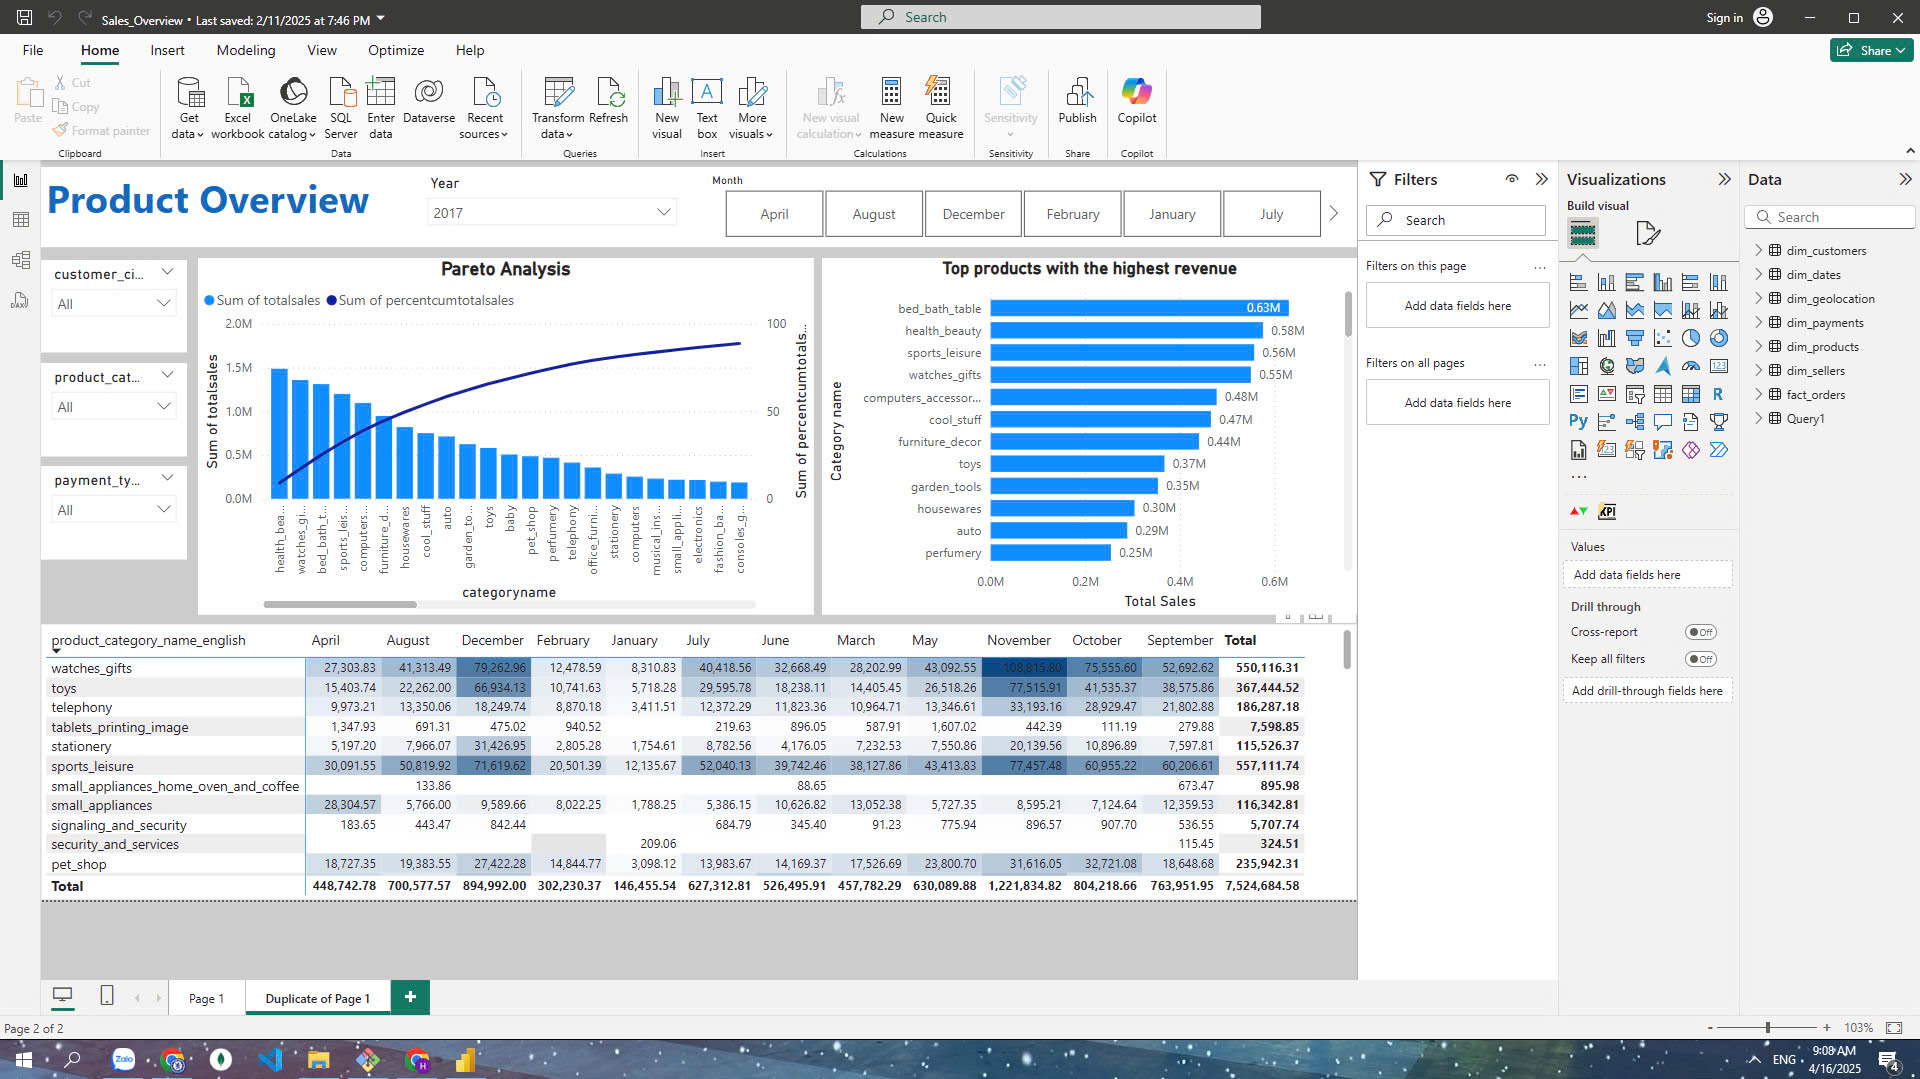 Sales_Overview • Last saved: 2/11/2025 at 7:46 PM
Search
Sign in
File Home Insert Modeling View Optimize Help
Share
Paste
Cut
Copy
Format painter
Clipboard
Get data
Excel workbook
OneLake catalog
SQL Server
Enter data
Dataverse
Recent sources
Data
Transform data
Refresh
Queries
New visual
Text box
More visuals
Insert
New visual calculation
New measure
Quick measure
Calculations
Sensitivity
Sensitivity
Publish
Share
Copilot
Copilot
Product Overview
Year
2017
Month
April August December February January July
customer_ci...
All
product_cat...
All
payment_ty...
All
Pareto Analysis
Sum of totalsales Sum of percentcumtotalsales
Sum of totalsales
2.0M
1.5M
1.0M
0.5M
0.0M
100
50
0
Sum of percentcumtotals...
health_bea...
watches_gi...
bed_bath_t...
sports_leis...
computers...
furniture_d...
housewares
cool_stuff
auto
garden_to...
toys
baby
pet_shop
perfumery
telephony
office_furni...
stationery
computers
musical_ins...
small_appli...
electronics
fashion_ba...
consoles_g...
categoryname
Top products with the highest revenue
Category name
bed_bath_table 0.63M
health_beauty 0.58M
sports_leisure 0.56M
watches_gifts 0.55M
computers_accessor... 0.48M
cool_stuff 0.47M
furniture_decor 0.44M
toys 0.37M
garden_tools 0.35M
housewares 0.30M
auto 0.29M
perfumery 0.25M
0.0M 0.2M 0.4M 0.6M
Total Sales
product_category_name_english April August December February January July June March May November October September Total
watches_gifts 27,303.83 41,313.49 79,262.96 12,478.59 8,310.83 40,418.56 32,668.49 28,202.99 43,092.55 108,815.80 75,555.60 52,692.62 550,116.31
toys 15,403.74 22,262.00 66,934.13 10,741.63 5,718.28 29,595.78 18,238.11 14,405.45 26,518.26 77,515.91 41,535.37 38,575.86 367,444.52
telephony 9,973.21 13,350.06 18,249.74 8,870.18 3,411.51 12,372.29 11,823.36 10,964.71 13,346.61 33,193.16 28,929.47 21,802.88 186,287.18
tablets_printing_image 1,347.93 691.31 475.02 940.52 219.63 896.05 587.91 1,607.02 442.39 111.19 279.88 7,598.85
stationery 5,197.20 7,966.07 31,426.95 2,805.28 1,754.61 8,782.56 4,176.05 7,232.53 7,550.86 20,139.56 10,896.89 7,597.81 115,526.37
sports_leisure 30,091.55 50,819.92 71,619.62 20,501.39 12,135.67 52,040.13 39,742.46 38,127.86 43,413.83 77,457.48 60,955.22 60,206.61 557,111.74
small_appliances_home_oven_and_coffee 133.86 88.65 673.47 895.98
small_appliances 28,304.57 5,766.00 9,589.66 8,022.25 1,788.25 5,386.15 10,626.82 13,052.38 5,727.35 8,595.21 7,124.64 12,359.53 116,342.81
signaling_and_security 183.65 443.47 842.44 684.79 345.40 91.23 775.94 896.57 907.70 536.55 5,707.74
security_and_services 209.06 115.45 324.51
pet_shop 18,727.35 19,383.55 27,422.28 14,844.77 3,098.12 13,983.67 14,169.37 17,526.69 23,800.70 31,616.05 32,721.08 18,648.68 235,942.31
Total 448,742.78 700,577.57 894,992.00 302,230.37 146,455.54 627,312.81 526,495.91 457,782.29 630,089.88 1,221,834.82 804,218.66 763,951.95 7,524,684.58
Filters
Search
Filters on this page ...
Add data fields here
Filters on all pages ...
Add data fields here
Visualizations
Build visual
123
R
Py
123
...
KPI
Values
Add data fields here
Drill through
Cross-report Off
Keep all filters Off
Add drill-through fields here
Data
Search
dim_customers
dim_dates
dim_geolocation
dim_payments
dim_products
dim_sellers
fact_orders
Query1
Page 1 Duplicate of Page 1 +
Page 2 of 2
- + 103%
Zalo
ENG
9:08 AM
4/16/2025
4